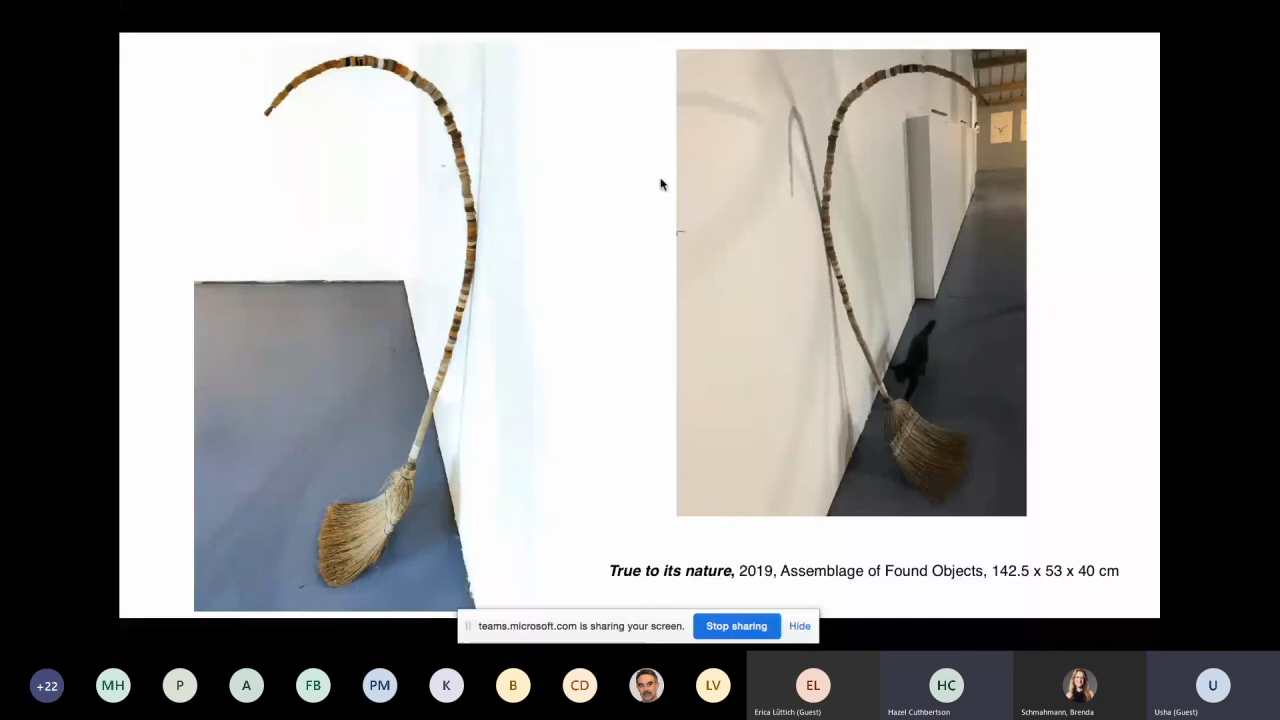 True to its nature, 2019, Assemblage of Found Objects, 142.5 x 53 x 40 cm
teams.microsoft.com is sharing your screen. Stop sharing Hide
+22 MH P A FB PM K B CD LV EL HC U
Erica Lüttich (Guest) Hazel Cuthbertson Schmahmann, Brenda Usha (Guest)